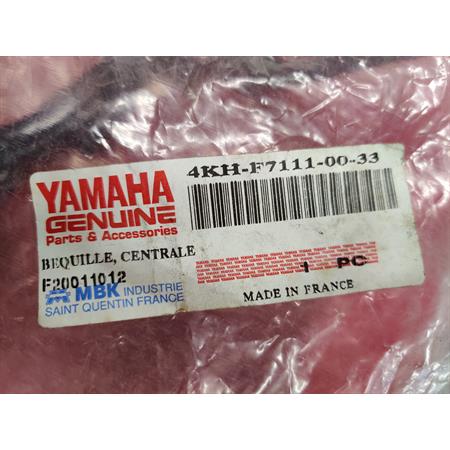 4KH-F7111-00-33
YAMAHA
GENUINE
Parts & Accessories
BEQUILLE, CENTRALE
F20011012
1 PC
MBK INDUSTRIE
SAINT QUENTIN FRANCE
MADE IN FRANCE